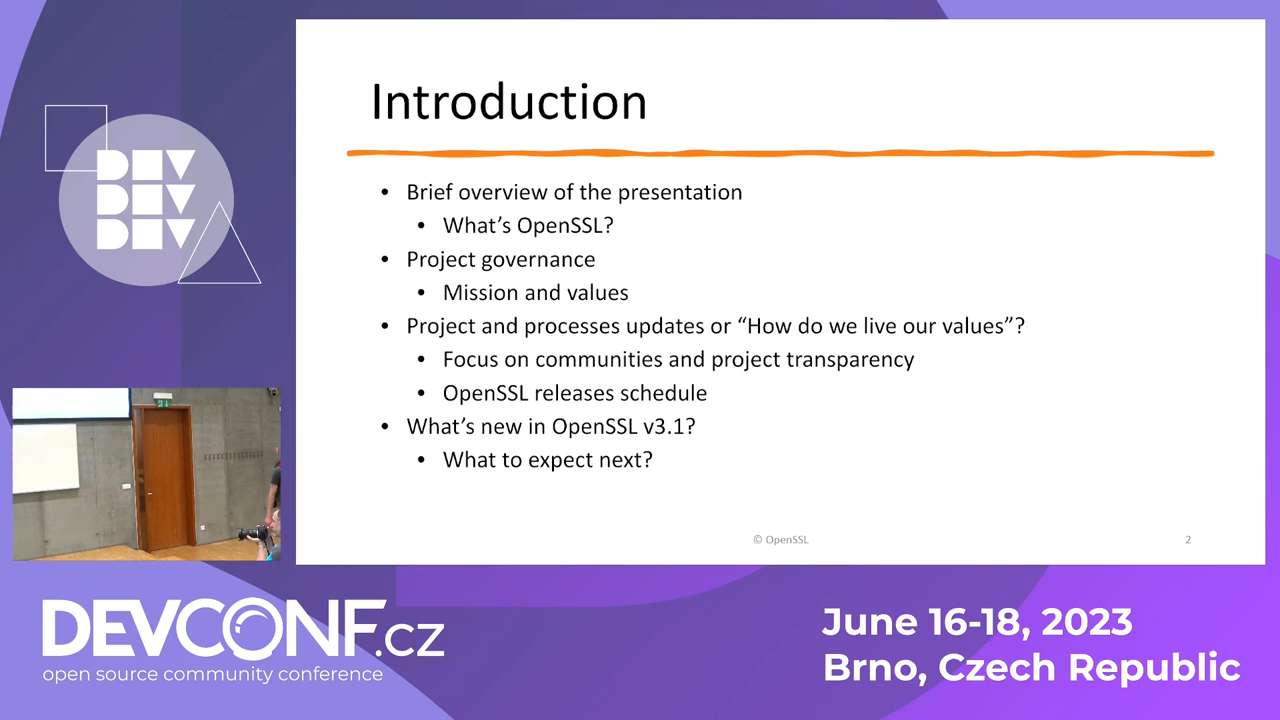 Introduction
• Brief overview of the presentation
• What’s OpenSSL?
• Project governance
• Mission and values
• Project and processes updates or “How do we live our values”?
• Focus on communities and project transparency
• OpenSSL releases schedule
• What’s new in OpenSSL v3.1?
• What to expect next?
© OpenSSL
2
DEV
DEV
DEV
DEVCONF.cz
open source community conference
June 16-18, 2023
Brno, Czech Republic